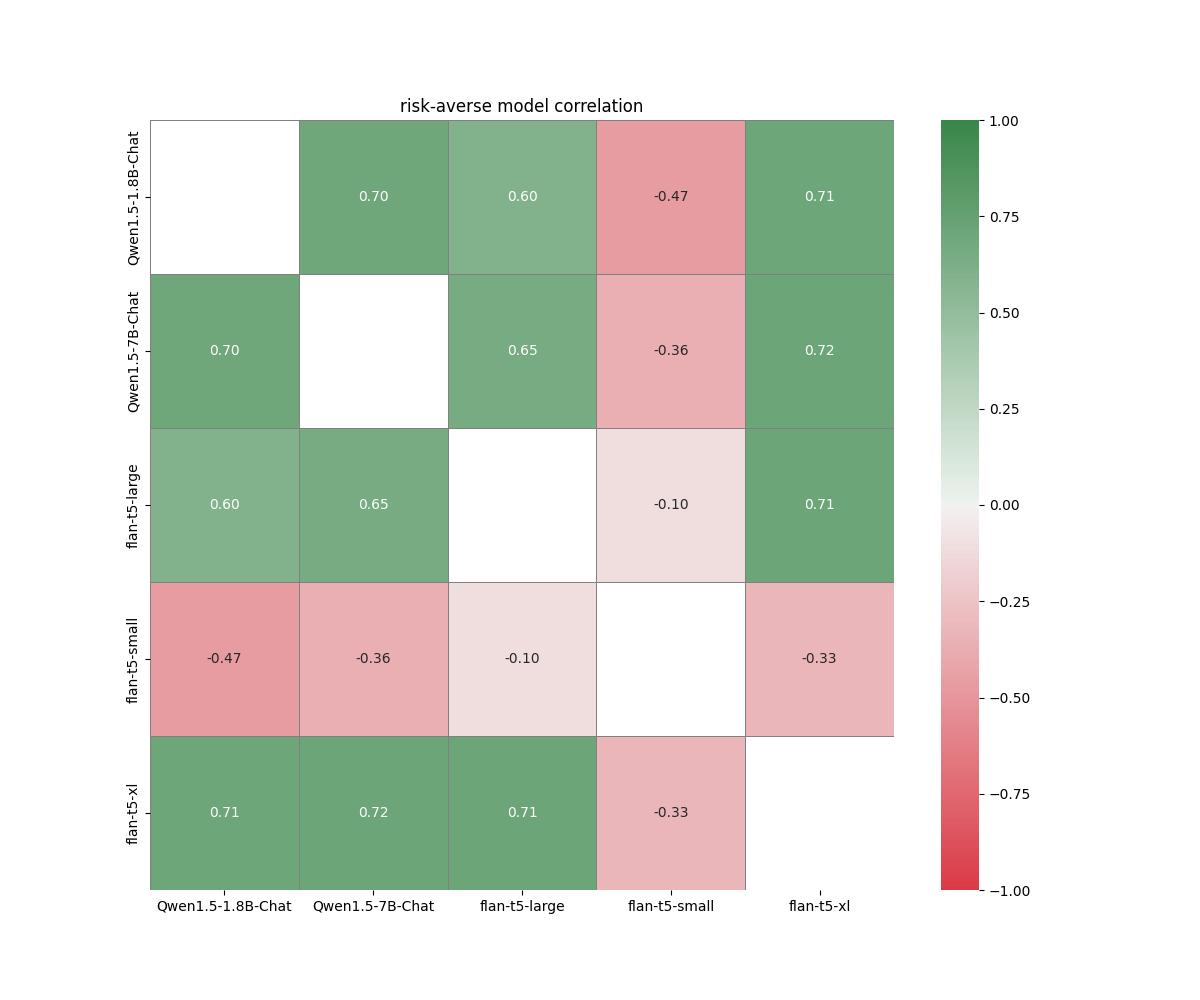 risk-averse model correlation
Qwen1.5-1.8B-Chat
0.70
0.60
-0.47
0.71
Qwen1.5-7B-Chat
0.70
0.65
-0.36
0.72
flan-t5-large
0.60
0.65
-0.10
0.71
flan-t5-small
-0.47
-0.36
-0.10
-0.33
flan-t5-xl
0.71
0.72
0.71
-0.33
Qwen1.5-1.8B-Chat
Qwen1.5-7B-Chat
flan-t5-large
flan-t5-small
flan-t5-xl
1.00
0.75
0.50
0.25
0.00
−0.25
−0.50
−0.75
−1.00